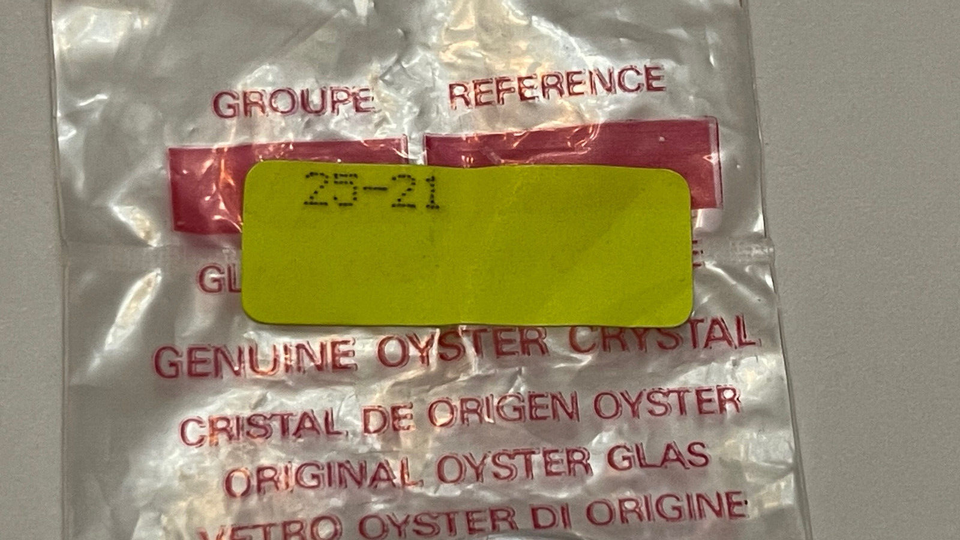 GROUPE REFERENCE
25-21
GENUINE OYSTER CRYSTAL
CRISTAL DE ORIGEN OYSTER
ORIGINAL OYSTER GLAS
VETRO OYSTER DI ORIGINE